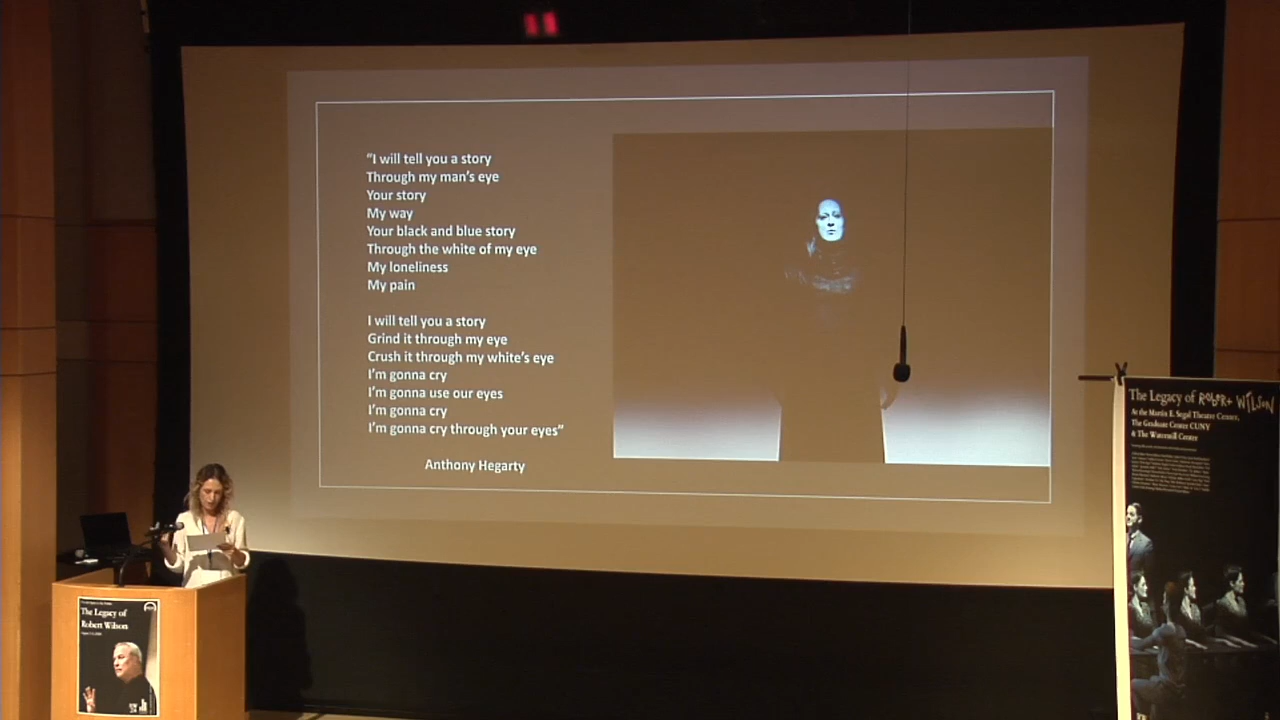 “I will tell you a story
Through my man’s eye
Your story
My way
Your black and blue story
Through the white of my eye
My loneliness
My pain
I will tell you a story
Grind it through my eye
Crush it through my white’s eye
I’m gonna cry
I’m gonna use our eyes
I’m gonna cry
I’m gonna cry through your eyes”
Anthony Hegarty
The Legacy of
Robert Wilson
The Legacy of ROBERT WILSON
At the Martin E. Segal Theater Center,
The Graduate Center CUNY
& The Watermill Center